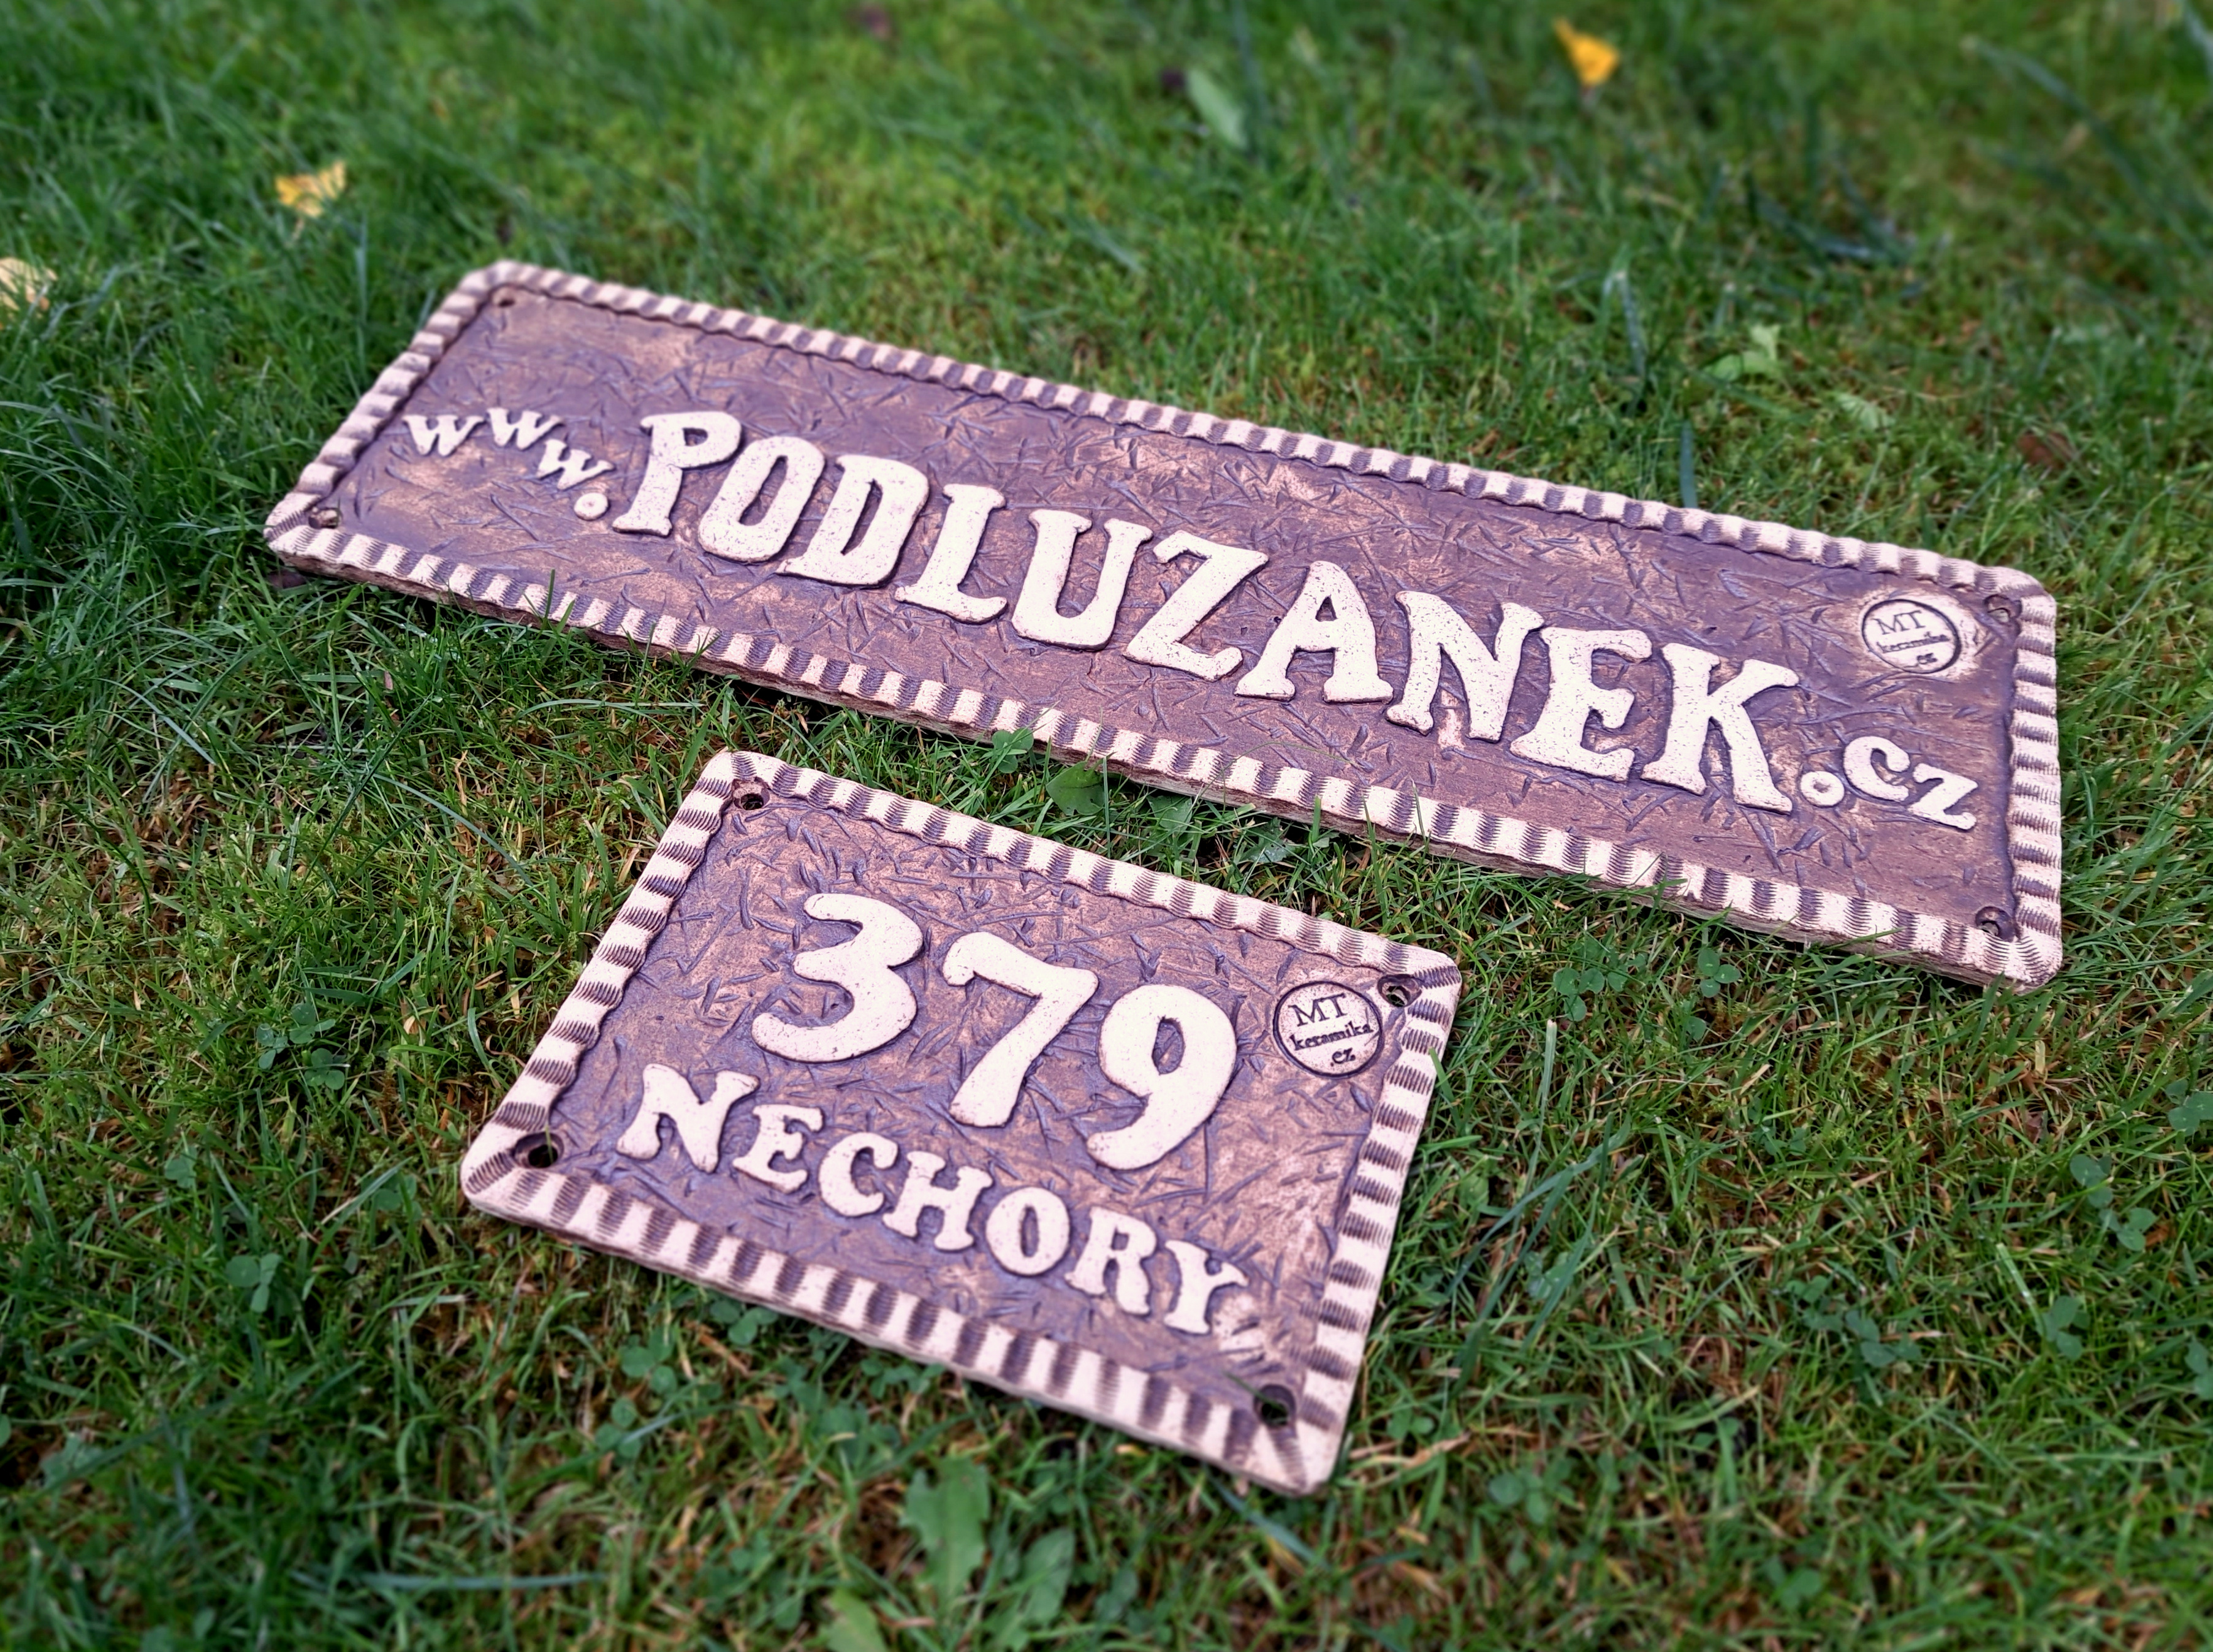 www.PODLUZANEK.cz
MT
keramika
cz
379
NECHORY
MT
keramika
cz